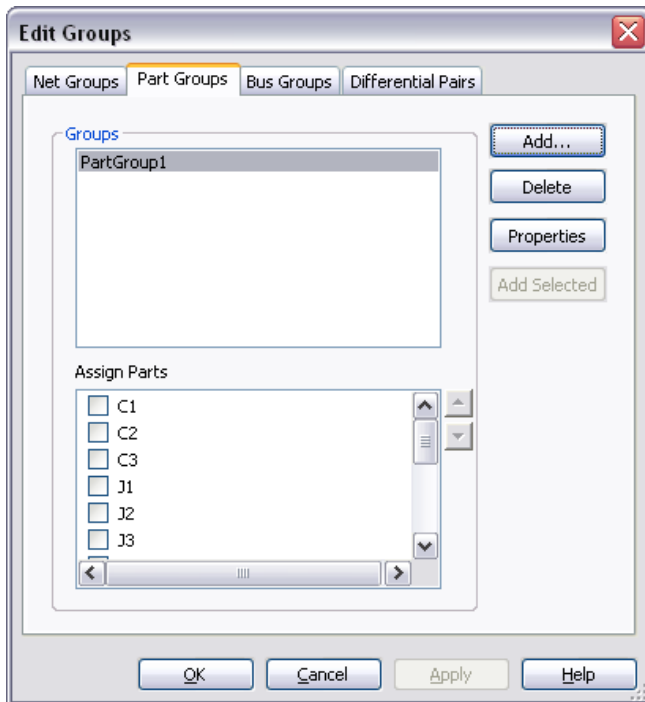 Edit Groups
Net Groups Part Groups Bus Groups Differential Pairs
Groups
PartGroup1
Add...
Delete
Properties
Add Selected
Assign Parts
C1
C2
C3
J1
J2
J3
OK Cancel Apply Help